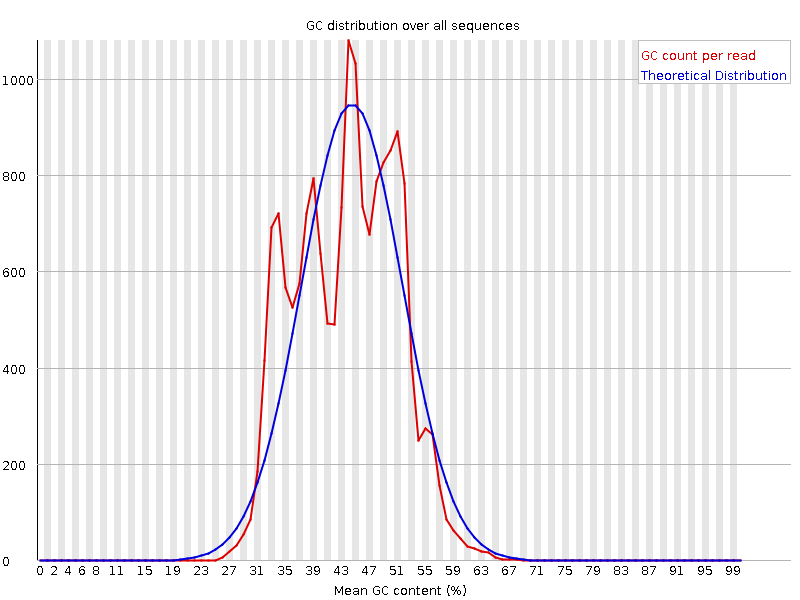 GC distribution over all sequences
GC count per read
Theoretical Distribution
1000
800
600
400
200
0
0 2 4 6 8 11 15 19 23 27 31 35 39 43 47 51 55 59 63 67 71 75 79 83 87 91 95 99
Mean GC content (%)